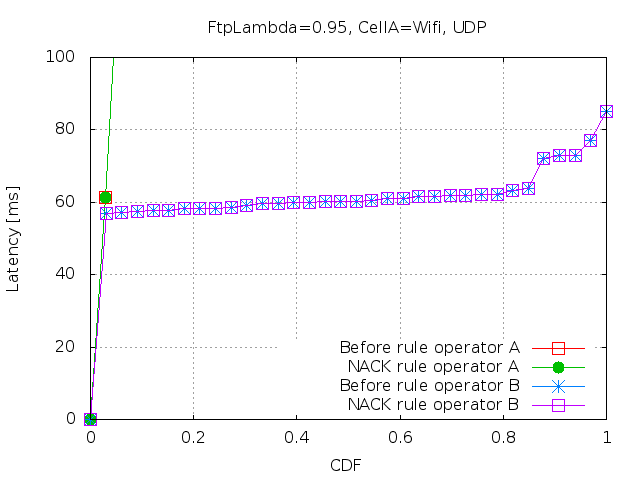 FtpLambda=0.95, CellA=Wifi, UDP
100
80
60
40
20
0
Latency [ms]
Before rule operator A
NACK rule operator A
Before rule operator B
NACK rule operator B
0 0.2 0.4 0.6 0.8 1
CDF